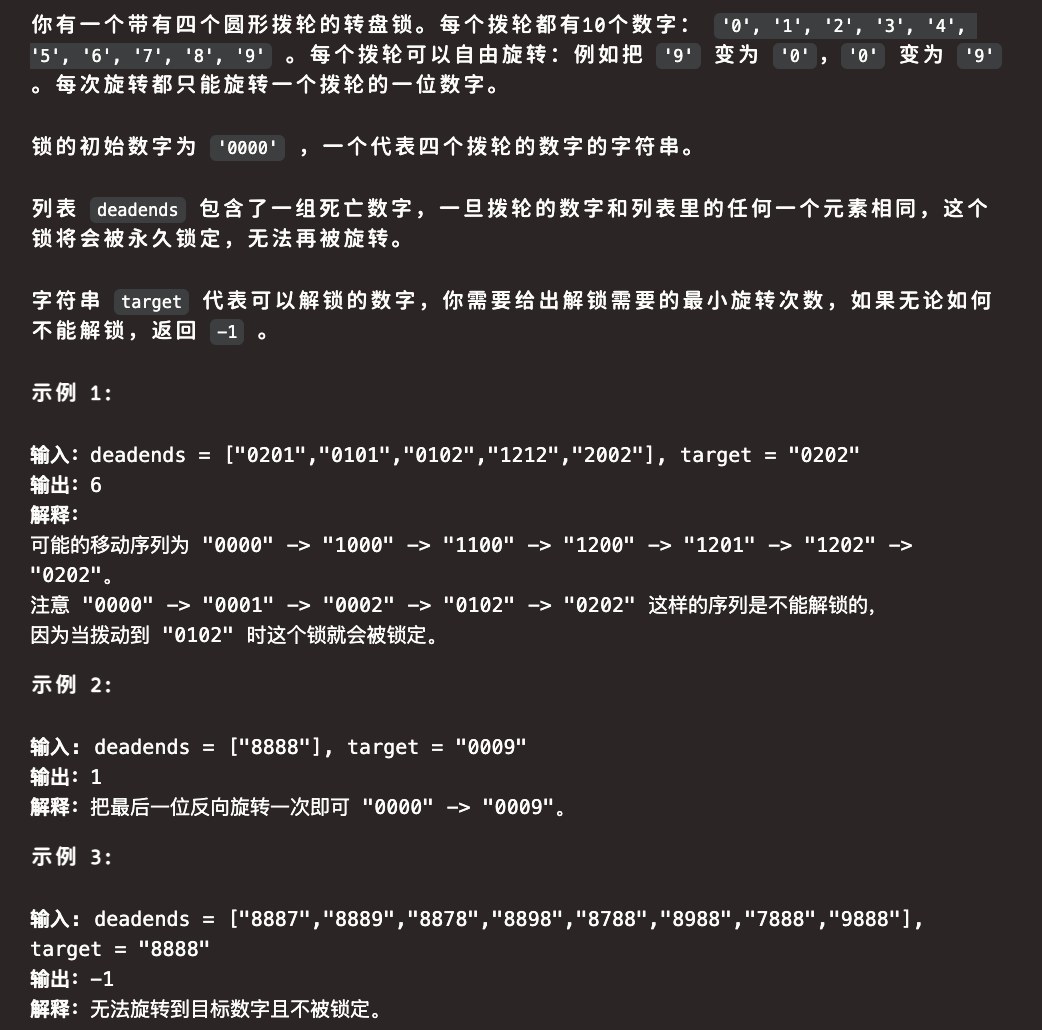 你有一个带有四个圆形拨轮的转盘锁。每个拨轮都有10个数字： '0', '1', '2', '3', '4',
'5', '6', '7', '8', '9' 。每个拨轮可以自由旋转：例如把 '9' 变为 '0'，'0' 变为 '9'
。每次旋转都只能旋转一个拨轮的一位数字。
锁的初始数字为 '0000' ，一个代表四个拨轮的数字的字符串。
列表 deadends 包含了一组死亡数字，一旦拨轮的数字和列表里的任何一个元素相同，这个
锁将会被永久锁定，无法再被旋转。
字符串 target 代表可以解锁的数字，你需要给出解锁需要的最小旋转次数，如果无论如何
不能解锁，返回 -1 。
示例 1:
输入：deadends = ["0201","0101","0102","1212","2002"], target = "0202"
输出：6
解释：
可能的移动序列为 "0000" -> "1000" -> "1100" -> "1200" -> "1201" -> "1202" ->
"0202"。
注意 "0000" -> "0001" -> "0002" -> "0102" -> "0202" 这样的序列是不能解锁的，
因为当拨动到 "0102" 时这个锁就会被锁定。
示例 2:
输入: deadends = ["8888"], target = "0009"
输出：1
解释：把最后一位反向旋转一次即可 "0000" -> "0009"。
示例 3:
输入: deadends = ["8887","8889","8878","8898","8788","8988","7888","9888"],
target = "8888"
输出：-1
解释：无法旋转到目标数字且不被锁定。